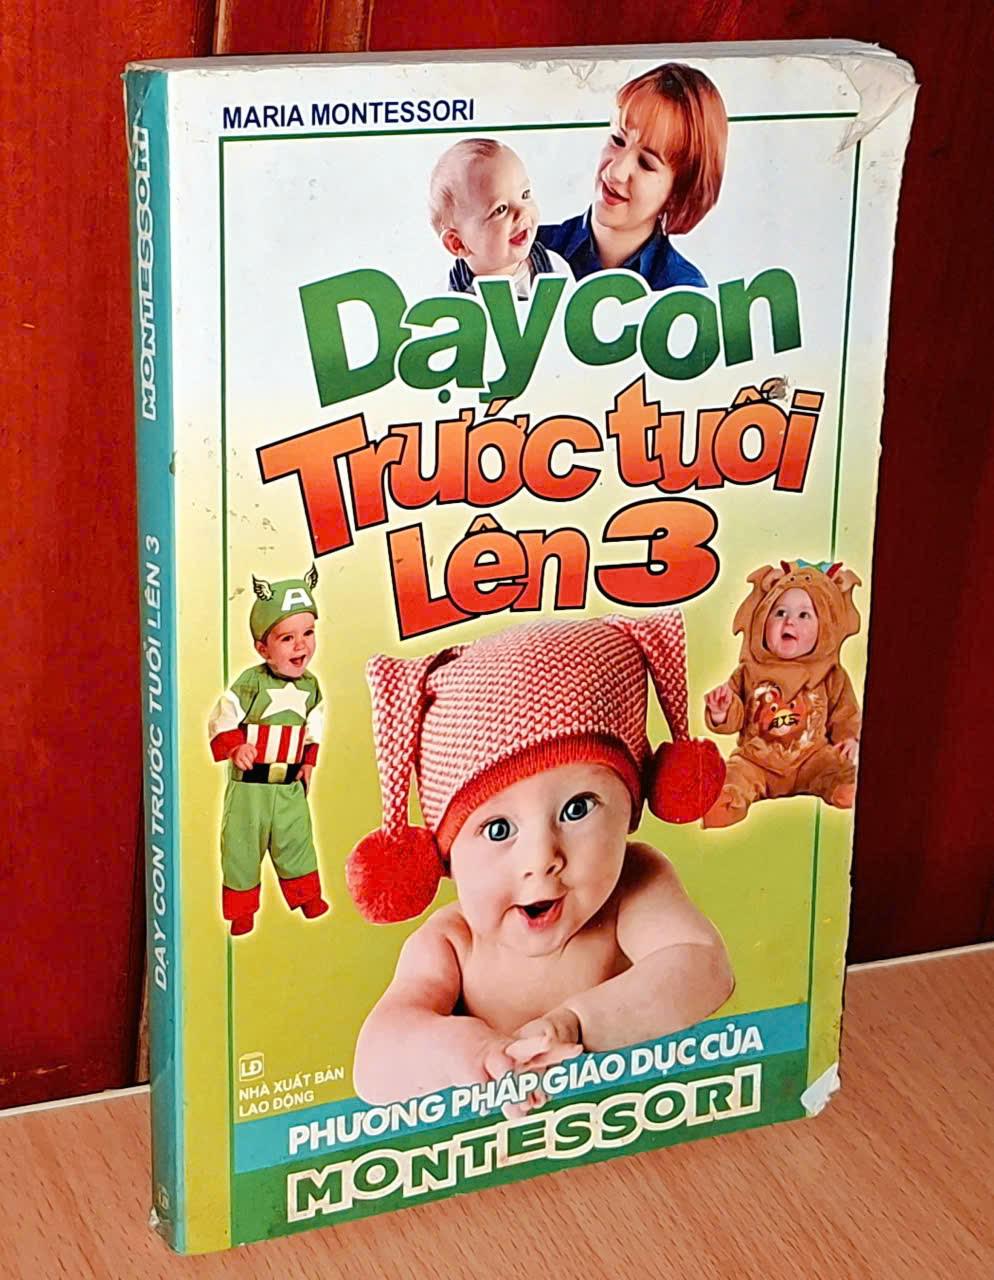 MARIA MONTESSORI
Dạy con
Trước tuổi
Lên 3
A
LĐ
NHÀ XUẤT BẢN
LAO ĐỘNG
PHƯƠNG PHÁP GIÁO DỤC CỦA
MONTESSORI
DẠY CON TRƯỚC TUỔI LÊN 3
MONTESSORI